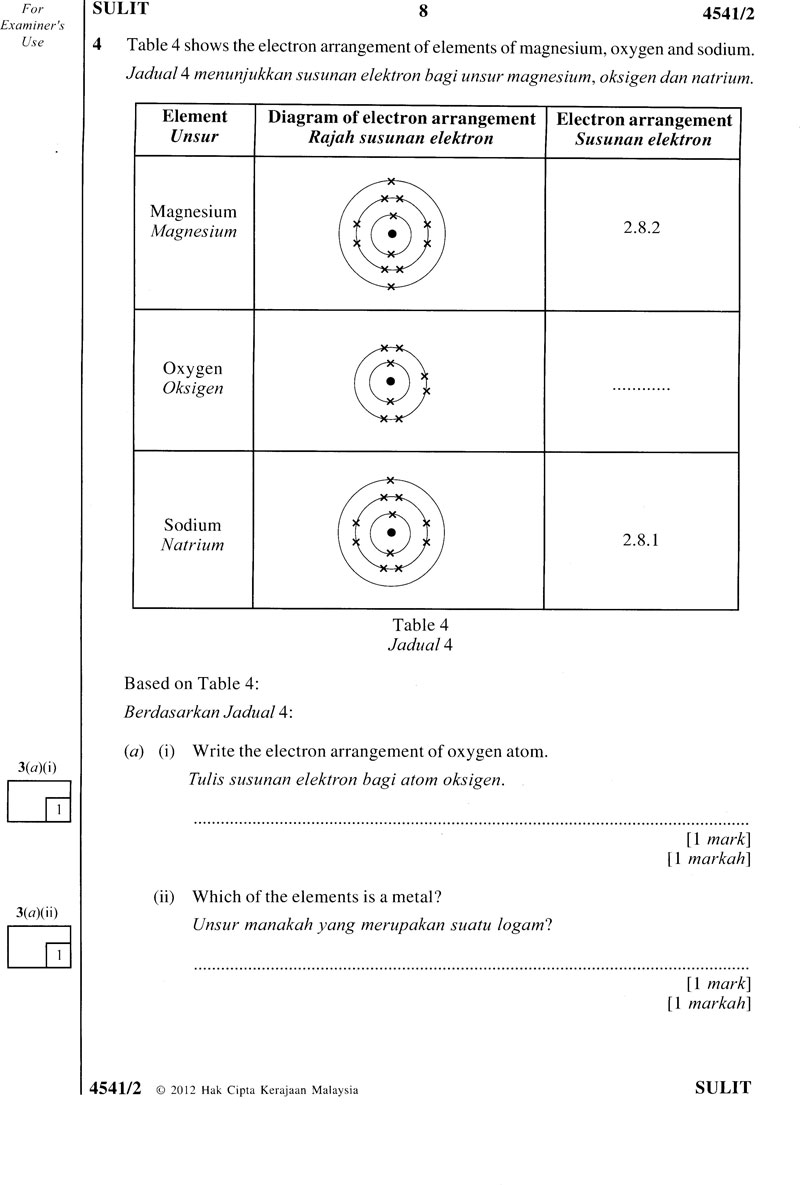 For
Examiner's
Use
SULIT 8 4541/2
4 Table 4 shows the electron arrangement of elements of magnesium, oxygen and sodium.
Jadual 4 menunjukkan susunan elektron bagi unsur magnesium, oksigen dan natrium.
Element Diagram of electron arrangement Electron arrangement
Unsur Rajah susunan elektron Susunan elektron
Magnesium
Magnesium
2.8.2
Oxygen
Oksigen
............
Sodium
Natrium
2.8.1
Table 4
Jadual 4
Based on Table 4:
Berdasarkan Jadual 4:
(a) (i) Write the electron arrangement of oxygen atom.
Tulis susunan elektron bagi atom oksigen.
3(a)(i)
1
[1 mark]
[1 markah]
(ii) Which of the elements is a metal?
Unsur manakah yang merupakan suatu logam?
3(a)(ii)
1
[1 mark]
[1 markah]
4541/2 © 2012 Hak Cipta Kerajaan Malaysia SULIT